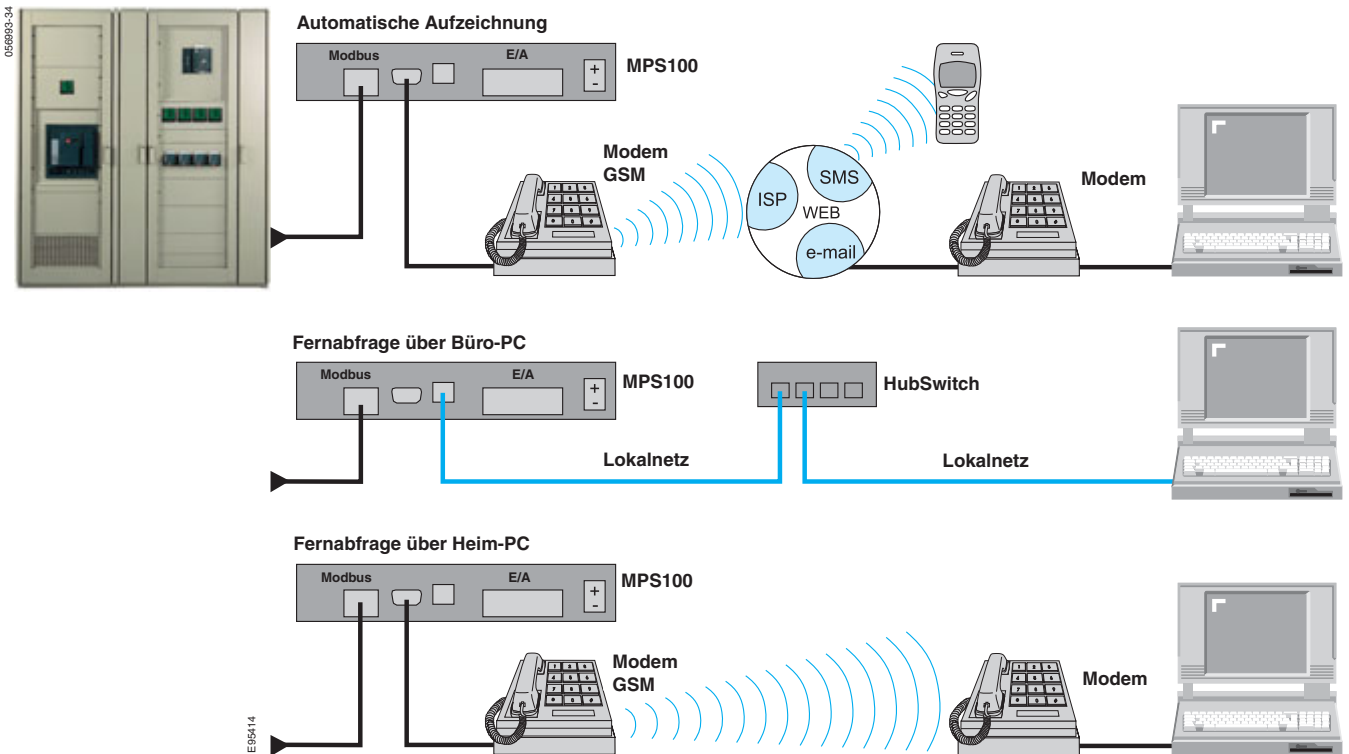 056993-34
Automatische Aufzeichnung
Modbus
E/A
+
-
MPS100
Modem
GSM
ISP
SMS
WEB
e-mail
Modem
Fernabfrage über Büro-PC
Modbus
E/A
+
-
MPS100
HubSwitch
Lokalnetz
Lokalnetz
Fernabfrage über Heim-PC
Modbus
E/A
+
-
MPS100
Modem
GSM
Modem
E95414